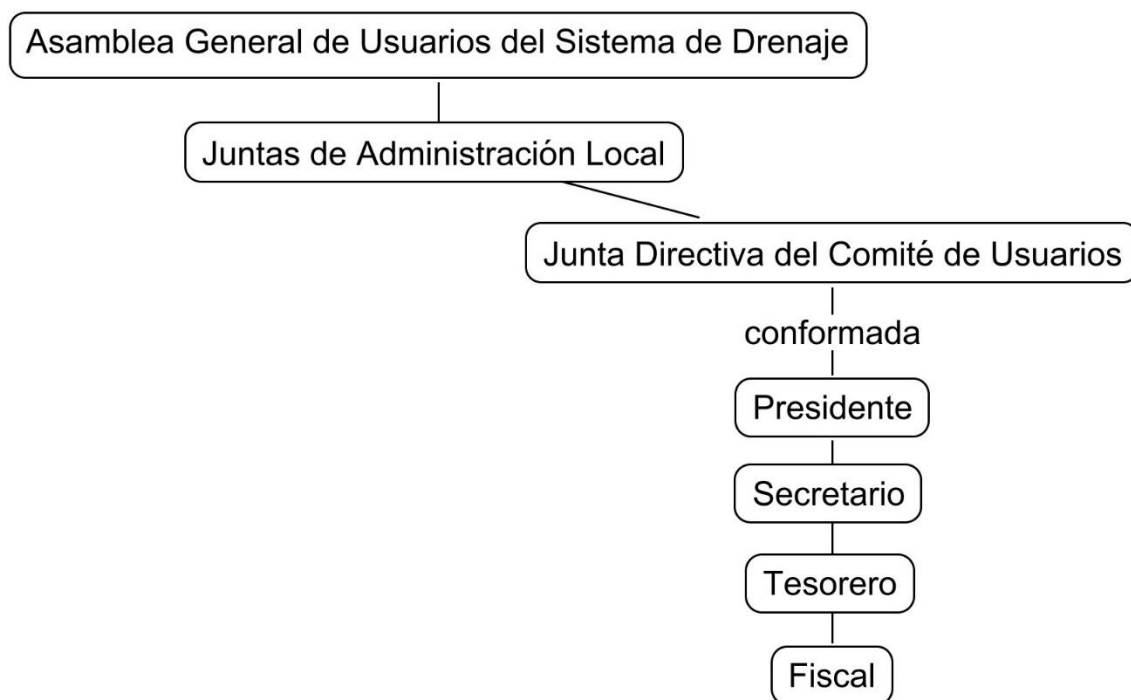 Asamblea General de Usuarios del Sistema de Drenaje
Juntas de Administración Local
Junta Directiva del Comité de Usuarios
conformada
Presidente
Secretario
Tesorero
Fiscal